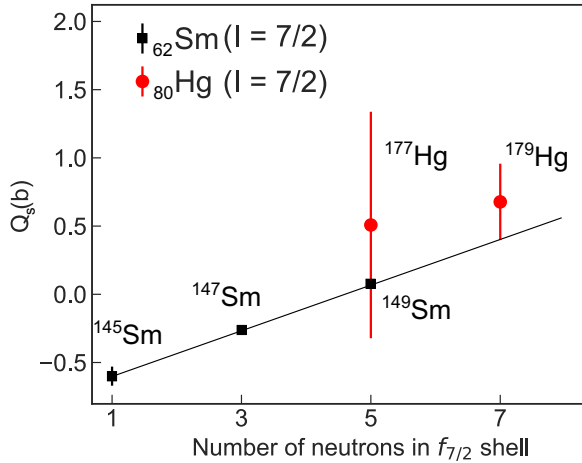 ₆₂Sm (I = 7/2)
₈₀Hg (I = 7/2)
2.0
1.5
1.0
0.5
0.0
−0.5
Qₛ(b)
¹⁷⁷Hg
¹⁷⁹Hg
¹⁴⁷Sm
¹⁴⁹Sm
¹⁴⁵Sm
1 3 5 7
Number of neutrons in f₇/₂ shell